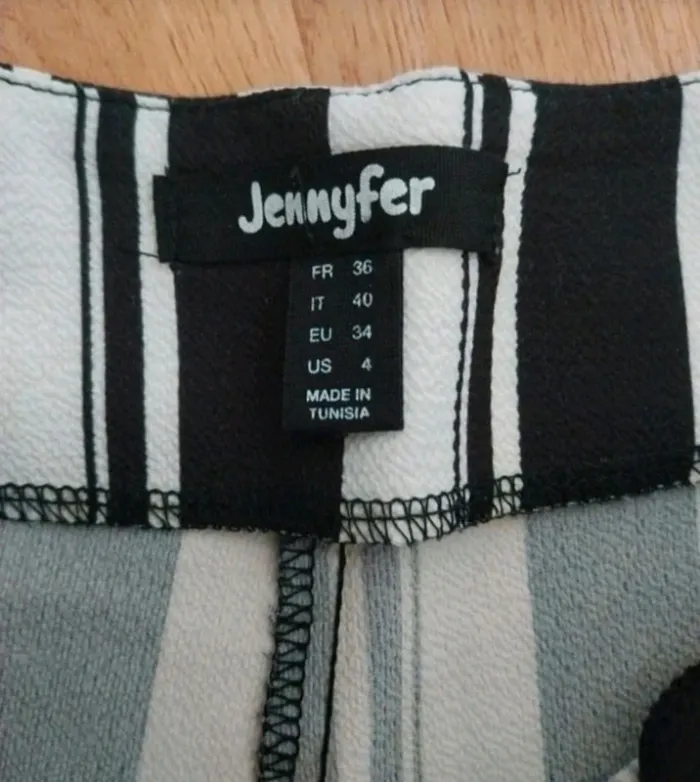 Jennyfer
FR 36
IT 40
EU 34
US 4
MADE IN
TUNISIA